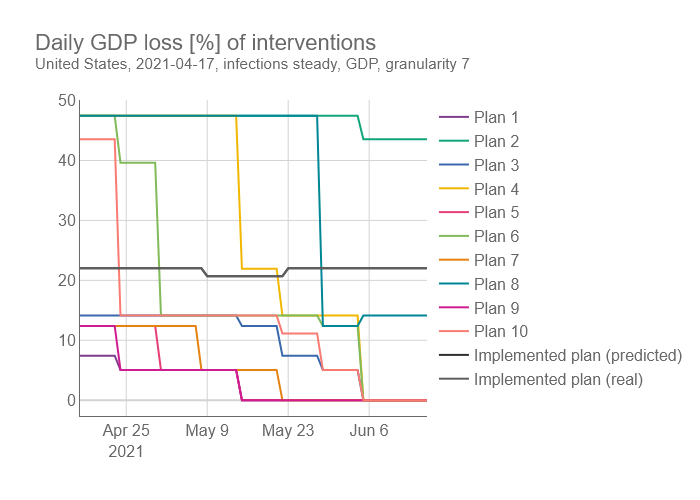 Daily GDP loss [%] of interventions
United States, 2021-04-17, infections steady, GDP, granularity 7
50
40
30
20
10
0
Apr 25
2021
May 9
May 23
Jun 6
Plan 1
Plan 2
Plan 3
Plan 4
Plan 5
Plan 6
Plan 7
Plan 8
Plan 9
Plan 10
Implemented plan (predicted)
Implemented plan (real)